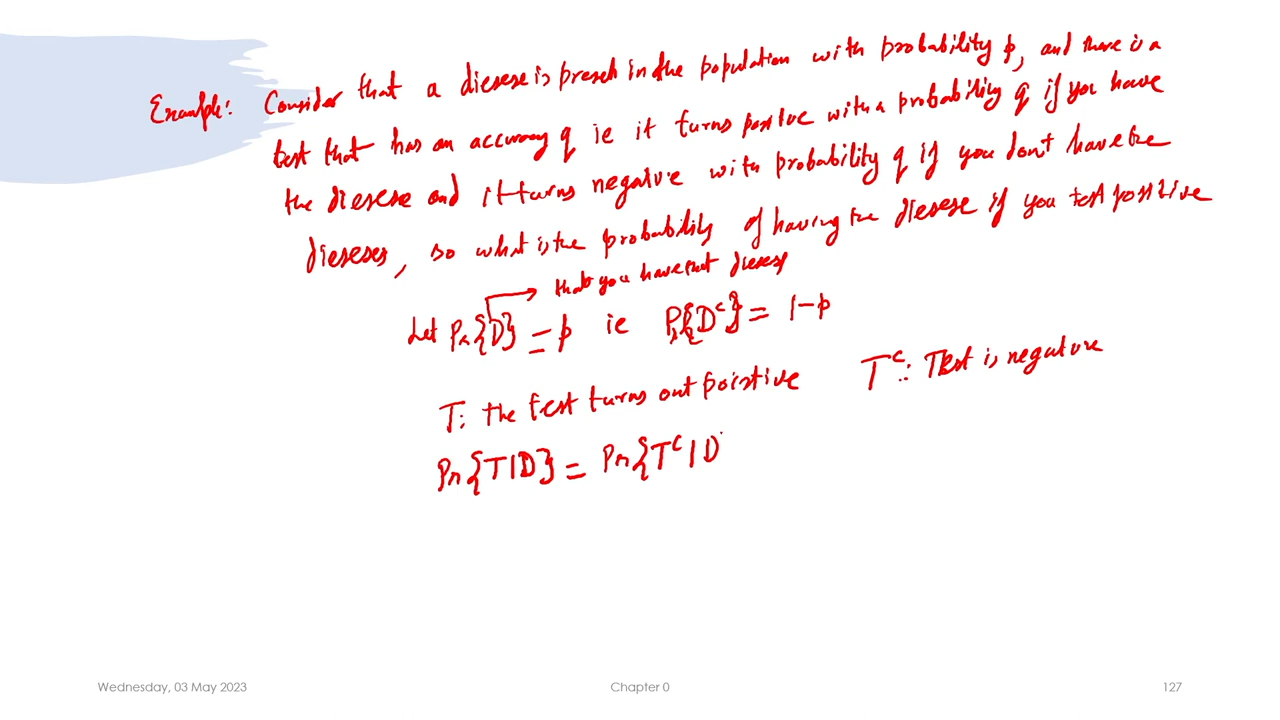 Example: Consider that a diesese is present in the population with probability p, and there is a
test that has an accuracy q ie it turns positive with a probability q if you have
the diesese and it turns negative with probability q if you don't have the
dieseses, so what is the probability of having the diesese if you test positive
that you have that diesese
Let Pr{D} = p ie Pr{D^c} = 1-p
T: the test turns out poistive T^c: Test is negative
Pr{T|D} = Pr{T^c|D
Wednesday, 03 May 2023 Chapter 0 127